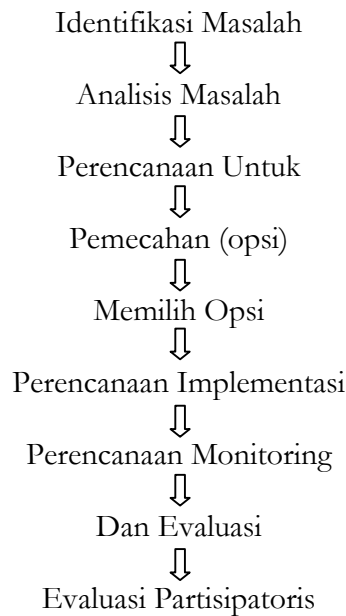 Identifikasi Masalah
Analisis Masalah
Perencanaan Untuk
Pemecahan (opsi)
Memilih Opsi
Perencanaan Implementasi
Perencanaan Monitoring
Dan Evaluasi
Evaluasi Partisipatoris